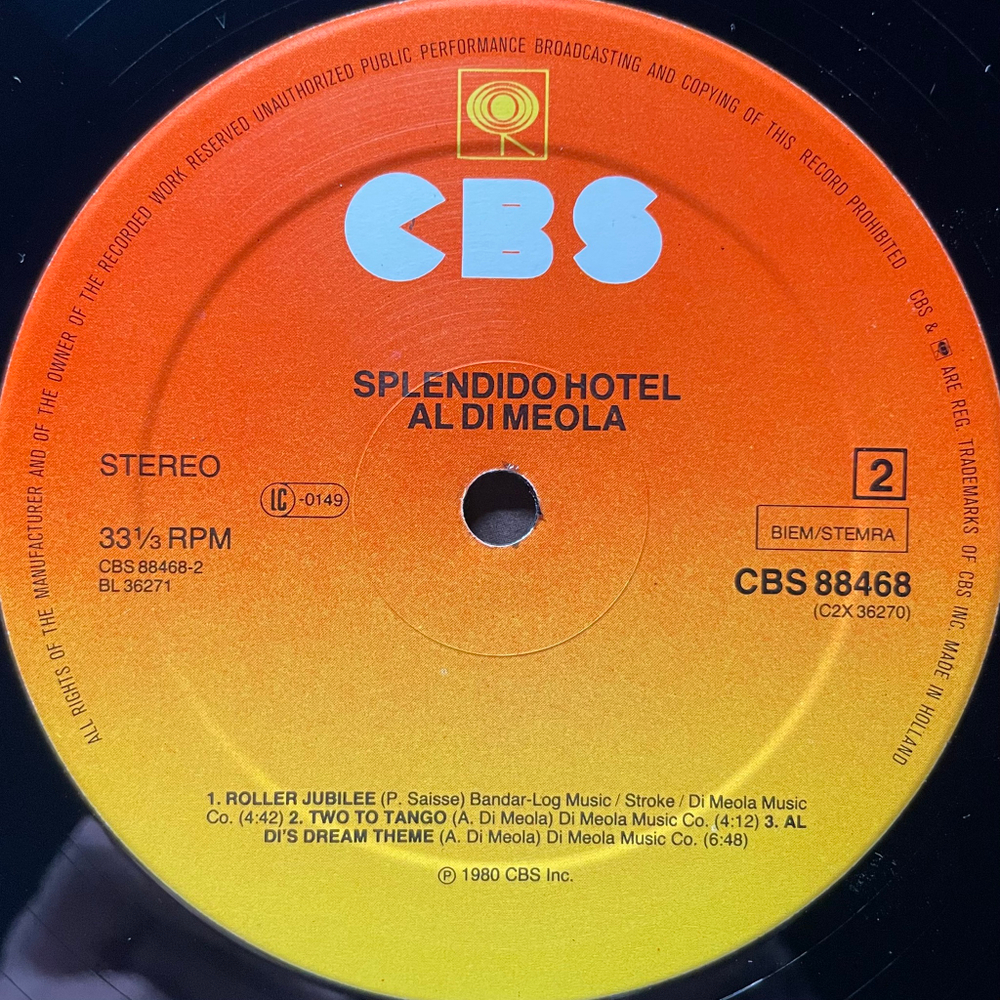 ALL RIGHTS OF THE MANUFACTURER AND OF THE OWNER OF THE RECORDED WORK RESERVED UNAUTHORIZED PUBLIC PERFORMANCE BROADCASTING AND COPYING OF THIS RECORD PROHIBITED CBS & ARE REG. TRADEMARKS OF CBS INC. MADE IN HOLLAND
CBS
SPLENDIDO HOTEL
AL DI MEOLA
STEREO
LC-0149
33 1/3 RPM
CBS 88468-2
BL 36271
2
BIEM/STEMRA
CBS 88468
(C2X 36270)
1. ROLLER JUBILEE (P. Saisse) Bandar-Log Music / Stroke / Di Meola Music
Co. (4:42) 2. TWO TO TANGO (A. Di Meola) Di Meola Music Co. (4:12) 3. AL
DI'S DREAM THEME (A. Di Meola) Di Meola Music Co. (6:48)
℗ 1980 CBS Inc.